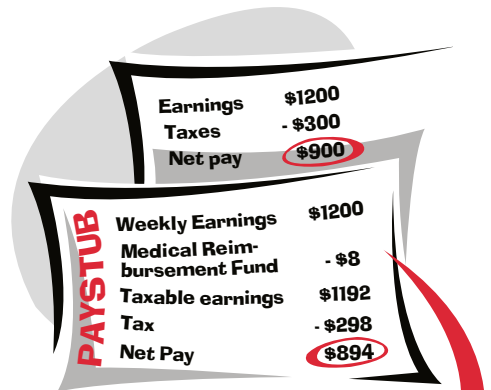 Earnings $1200
Taxes - $300
Net pay $900
PAYSTUB
Weekly Earnings $1200
Medical Reim-
bursement Fund - $8
Taxable earnings $1192
Tax - $298
Net Pay $894